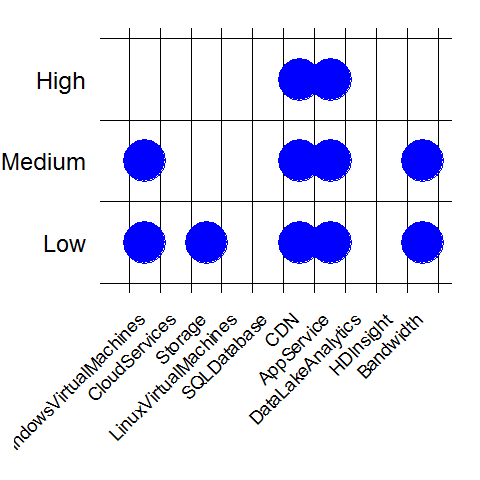 High
Medium
Low
ndowsVirtualMachines
CloudServices
Storage
LinuxVirtualMachines
SQLDatabase
CDN
AppService
DataLakeAnalytics
HDInsight
Bandwidth